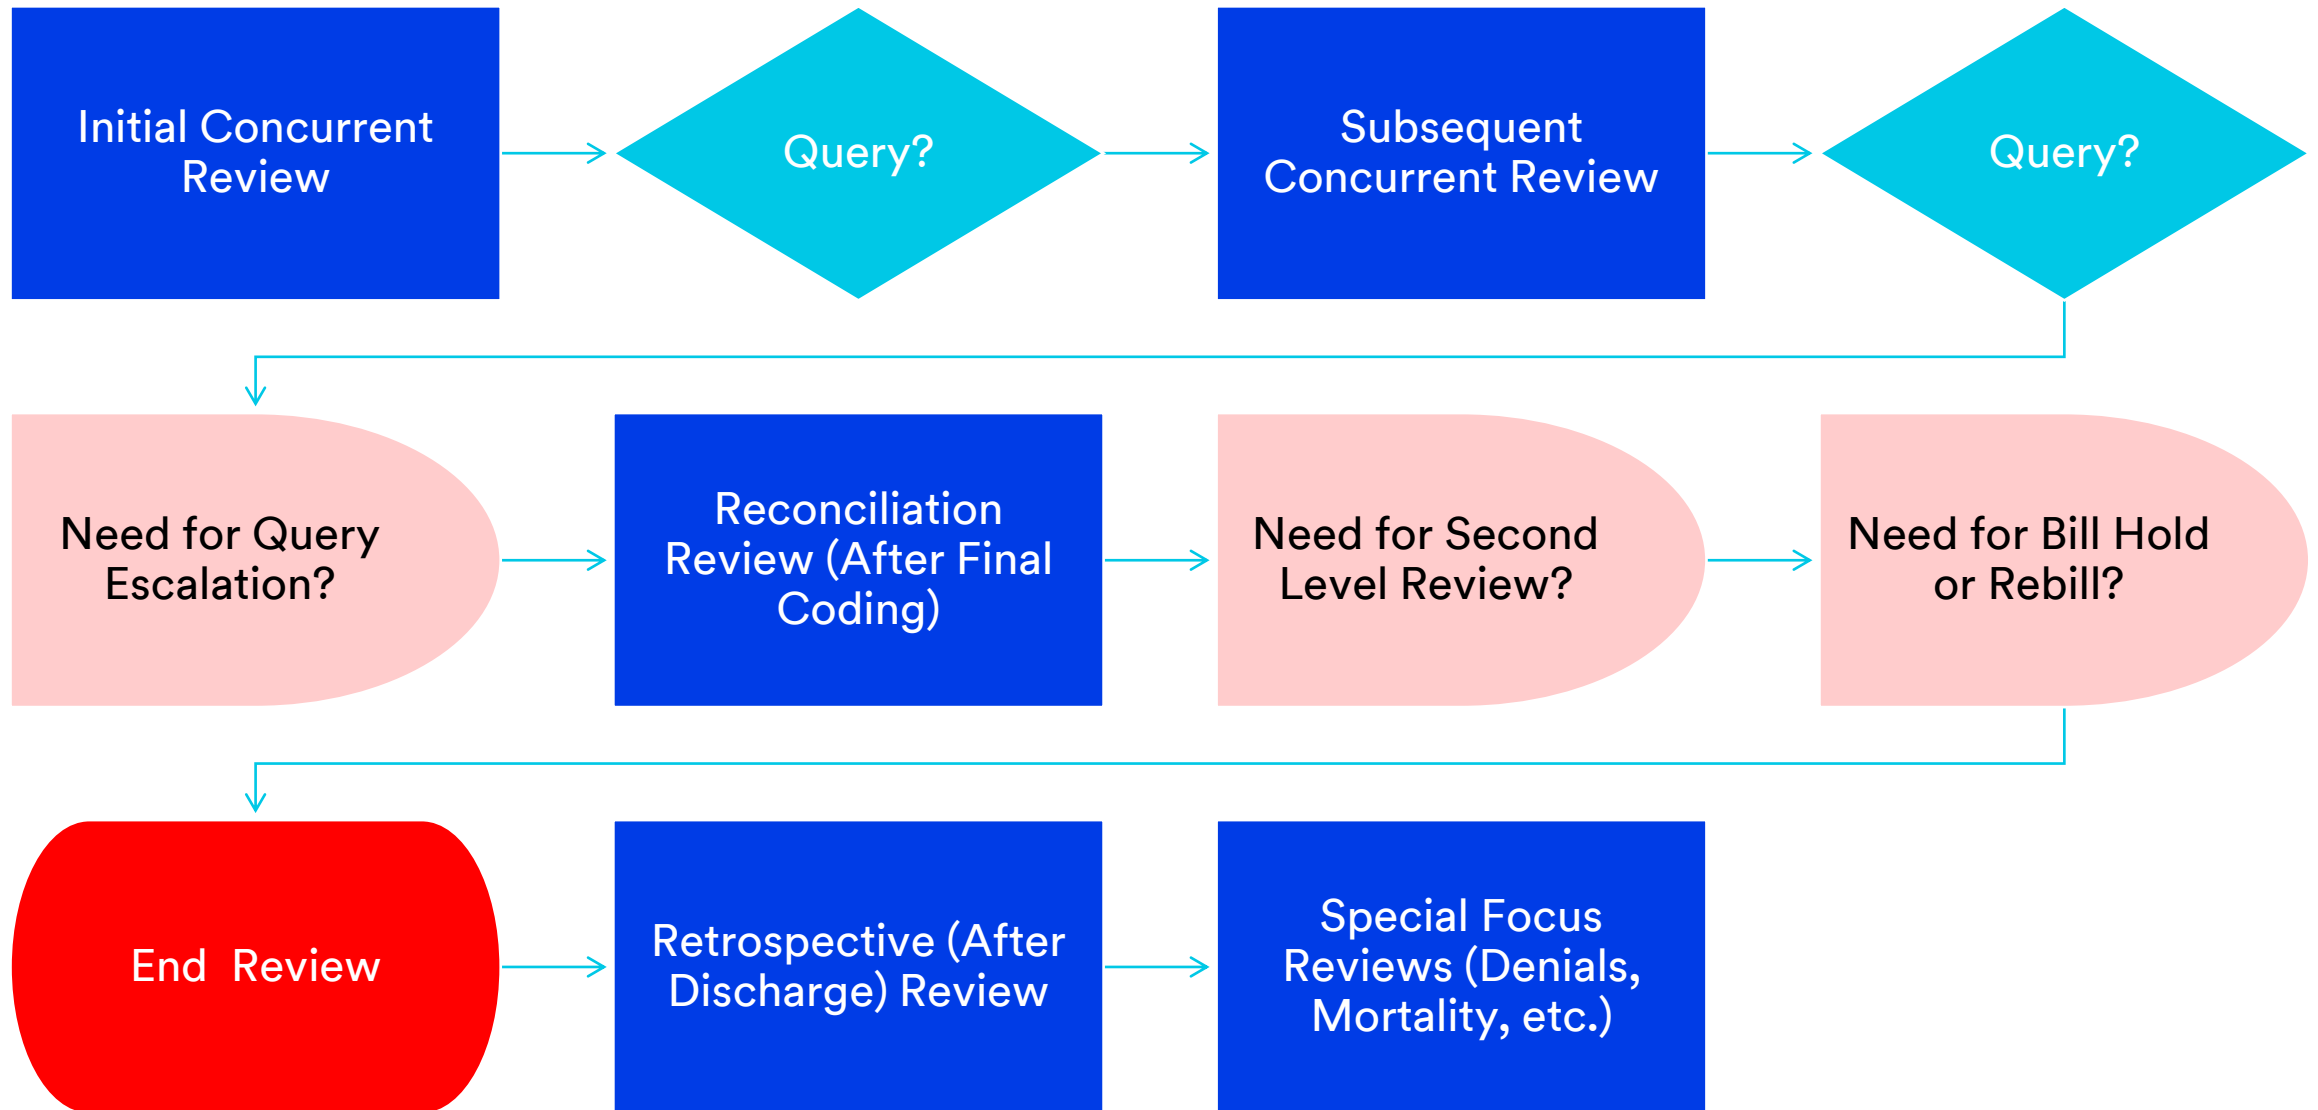 Initial Concurrent
Review
Query?
Subsequent
Concurrent Review
Query?
Need for Query
Escalation?
Reconciliation
Review (After Final
Coding)
Need for Second
Level Review?
Need for Bill Hold
or Rebill?
End  Review
Retrospective (After
Discharge) Review
Special Focus
Reviews (Denials,
Mortality, etc.)